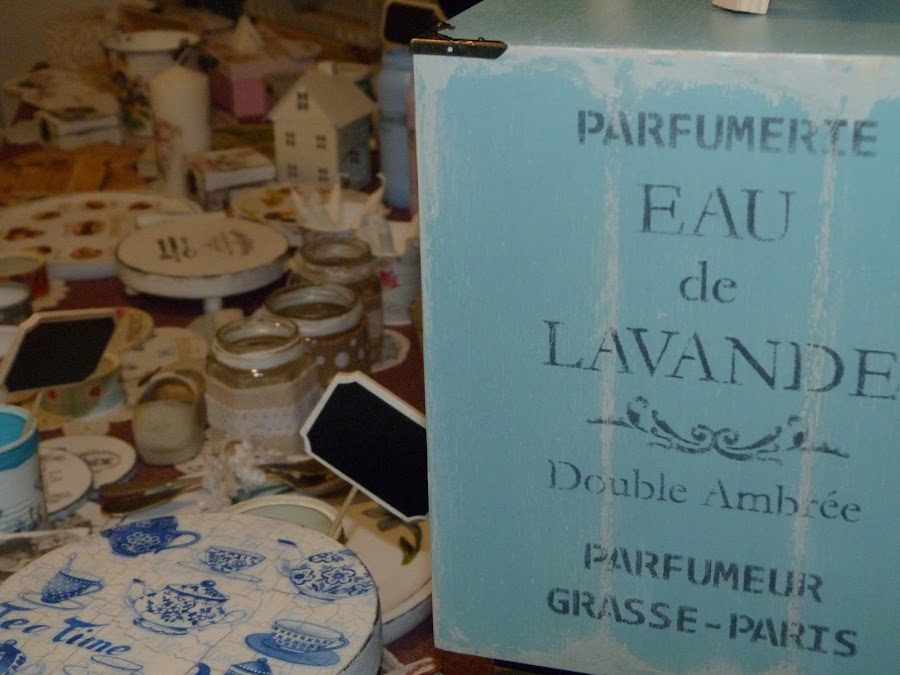 PARFUMERIE
EAU
de
LAVANDE
Double Ambrée
PARFUMEUR
GRASSE-PARIS
Tea Time